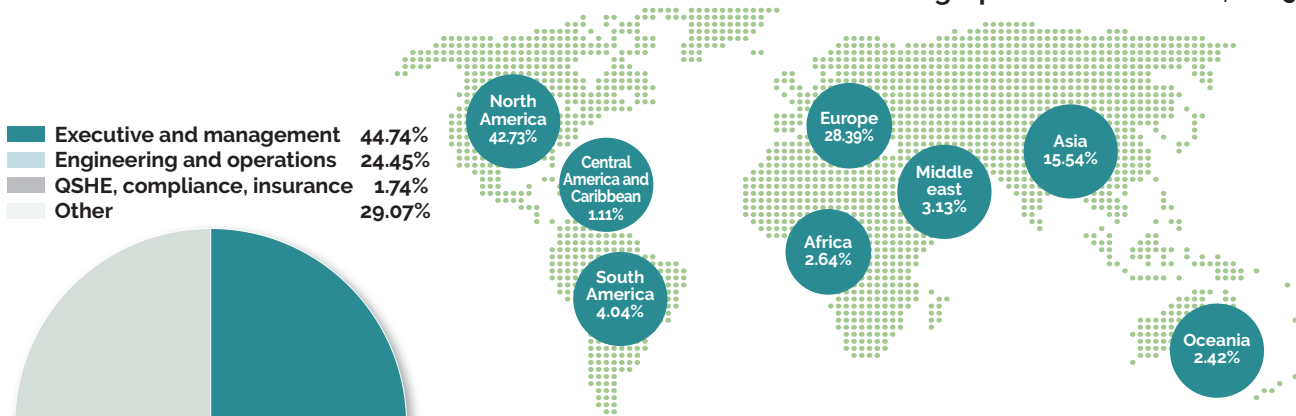 Executive and management 44.74%
Engineering and operations 24.45%
QSHE, compliance, insurance 1.74%
Other 29.07%
North
America
42.73%
Central
America and
Caribbean
1.11%
South
America
4.04%
Europe
28.39%
Middle
east
3.13%
Africa
2.64%
Asia
15.54%
Oceania
2.42%